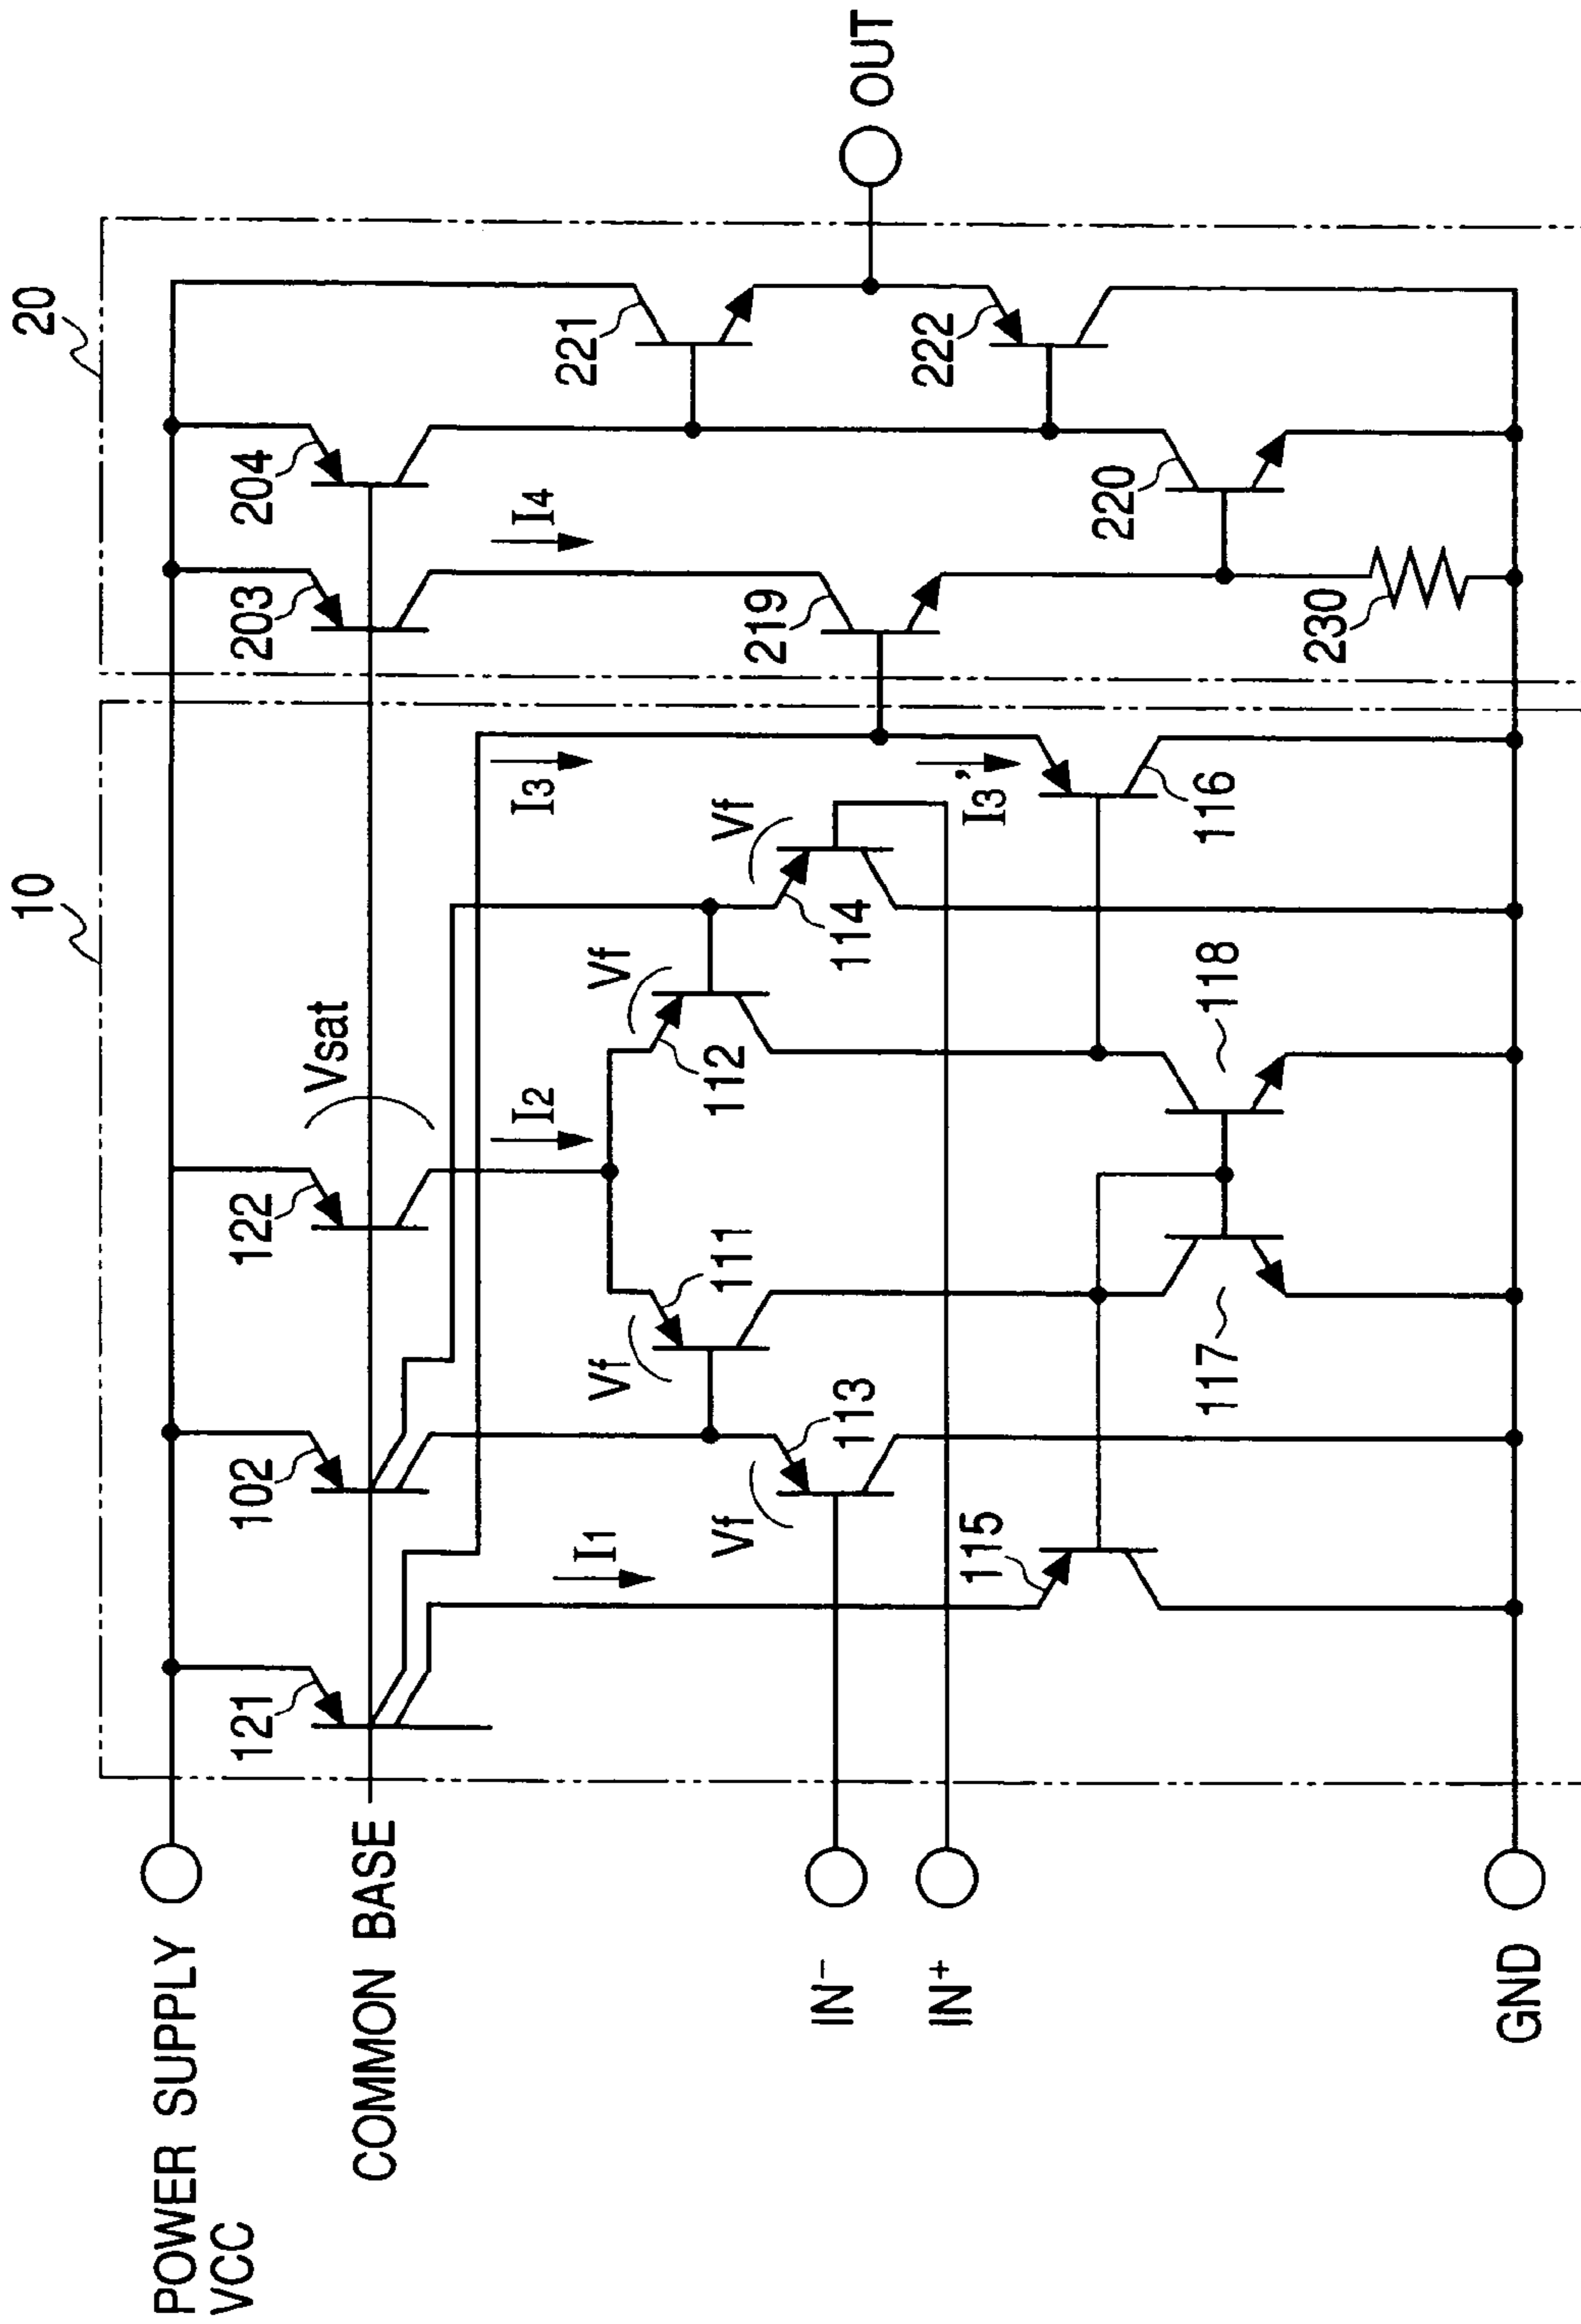 10
20
POWER SUPPLY
VCC
121
102
122
Vsat
203
204
COMMON BASE
I1
I2
I3
I4
Vf
111
Vf
112
221
OUT
Vf
113
Vf
114
219
222
IN−
IN+
I3'
115
116
220
117
118
230
GND